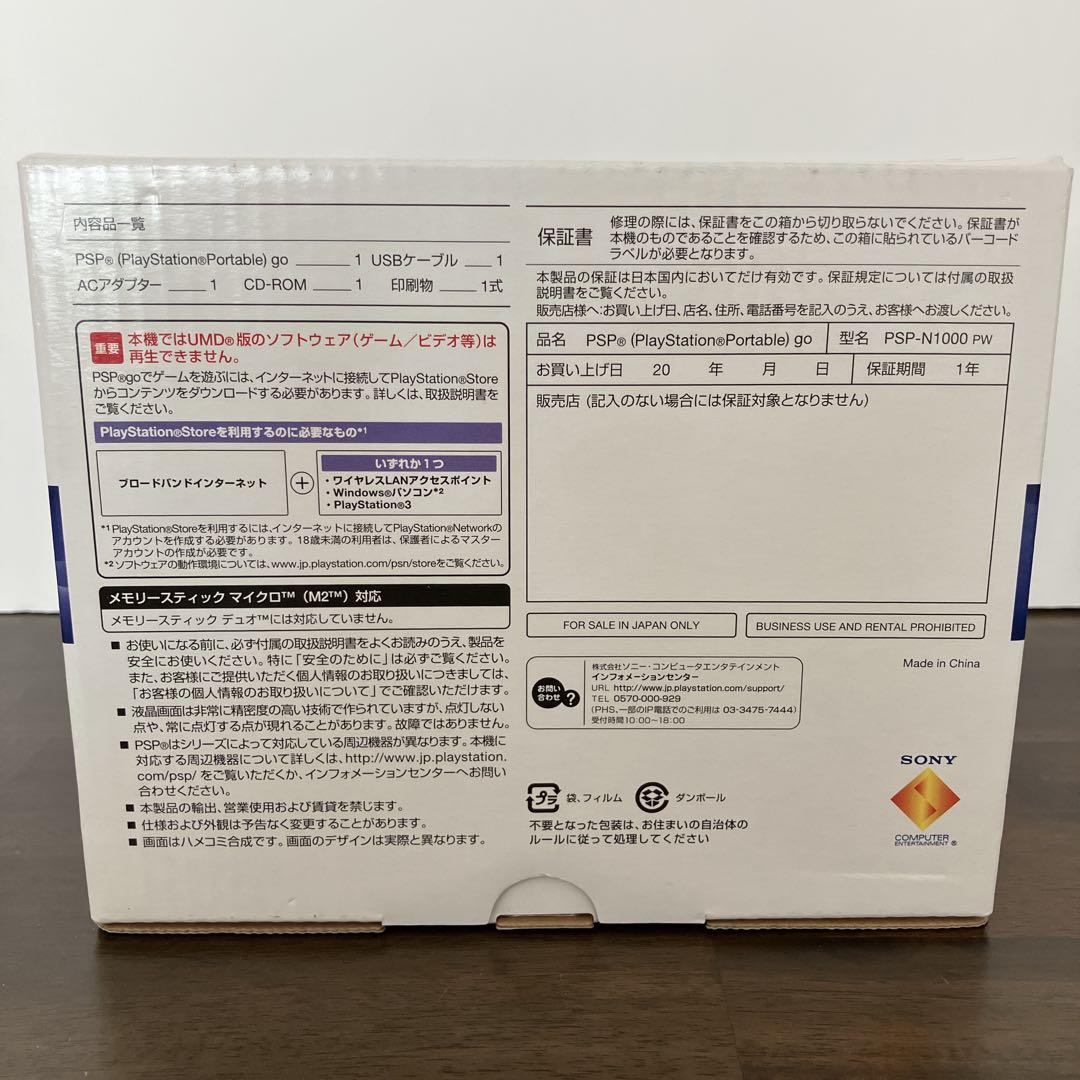 内容品一覧
PSP® (PlayStation®Portable) go 1 USBケーブル 1
ACアダプター 1 CD-ROM 1 印刷物 1式
重要 本機ではUMD®版のソフトウェア(ゲーム/ビデオ等)は
再生できません。
PSP®goでゲームを遊ぶには、インターネットに接続してPlayStation®Store
からコンテンツをダウンロードする必要があります。詳しくは、取扱説明書を
ご覧ください。
PlayStation®Storeを利用するのに必要なもの*1
ブロードバンドインターネット
+
いずれか1つ
・ワイヤレスLANアクセスポイント
・Windows®パソコン*2
・PlayStation®3
*1 PlayStation®Storeを利用するには、インターネットに接続してPlayStation®Networkの
アカウントを作成する必要があります。18歳未満の利用者は、保護者によるマスター
アカウントの作成が必要です。
*2 ソフトウェアの動作環境については、www.jp.playstation.com/psn/storeをご覧ください。
メモリースティック マイクロ™(M2™)対応
メモリースティック デュオ™には対応していません。
■ お使いになる前に、必ず付属の取扱説明書をよくお読みのうえ、製品を
安全にお使いください。特に「安全のために」は必ずご覧ください。
また、お客様にご提供いただく個人情報のお取り扱いにつきましては、
「お客様の個人情報のお取り扱いについて」でご確認いただけます。
■ 液晶画面は非常に精密度の高い技術で作られていますが、点灯しない
点や、常に点灯する点が現れることがあります。故障ではありません。
■ PSP®はシリーズによって対応している周辺機器が異なります。本機に
対応する周辺機器について詳しくは、http://www.jp.playstation.
com/psp/ をご覧いただくか、インフォメーションセンターへお問い
合わせください。
■ 本製品の輸出、営業使用および賃貸を禁じます。
■ 仕様および外観は予告なく変更することがあります。
■ 画面はハメコミ合成です。画面のデザインは実際と異なります。
保証書
修理の際には、保証書をこの箱から切り取らないでください。保証書が
本機のものであることを確認するため、この箱に貼られているバーコード
ラベルが必要となります。
本製品の保証は日本国内においてだけ有効です。保証規定については付属の取扱
説明書をご覧ください。
販売店様へ:お買い上げ日、店名、住所、電話番号を記入のうえ、お客様へお渡しください。
品名 PSP® (PlayStation®Portable) go 型名 PSP-N1000 PW
お買い上げ日 20 年 月 日 保証期間 1年
販売店 (記入のない場合には保証対象となりません)
FOR SALE IN JAPAN ONLY
BUSINESS USE AND RENTAL PROHIBITED
Made in China
お問い
合わせ ?
株式会社ソニー・コンピュータエンタテインメント
インフォメーションセンター
URL http://www.jp.playstation.com/support/
TEL 0570-000-929
(PHS、一部のIP電話でのご利用は 03-3475-7444)
受付時間10:00〜18:00
プラ 袋、フィルム ダンボール
不要となった包装は、お住まいの自治体の
ルールに従って処理してください
SONY
COMPUTER
ENTERTAINMENT ®